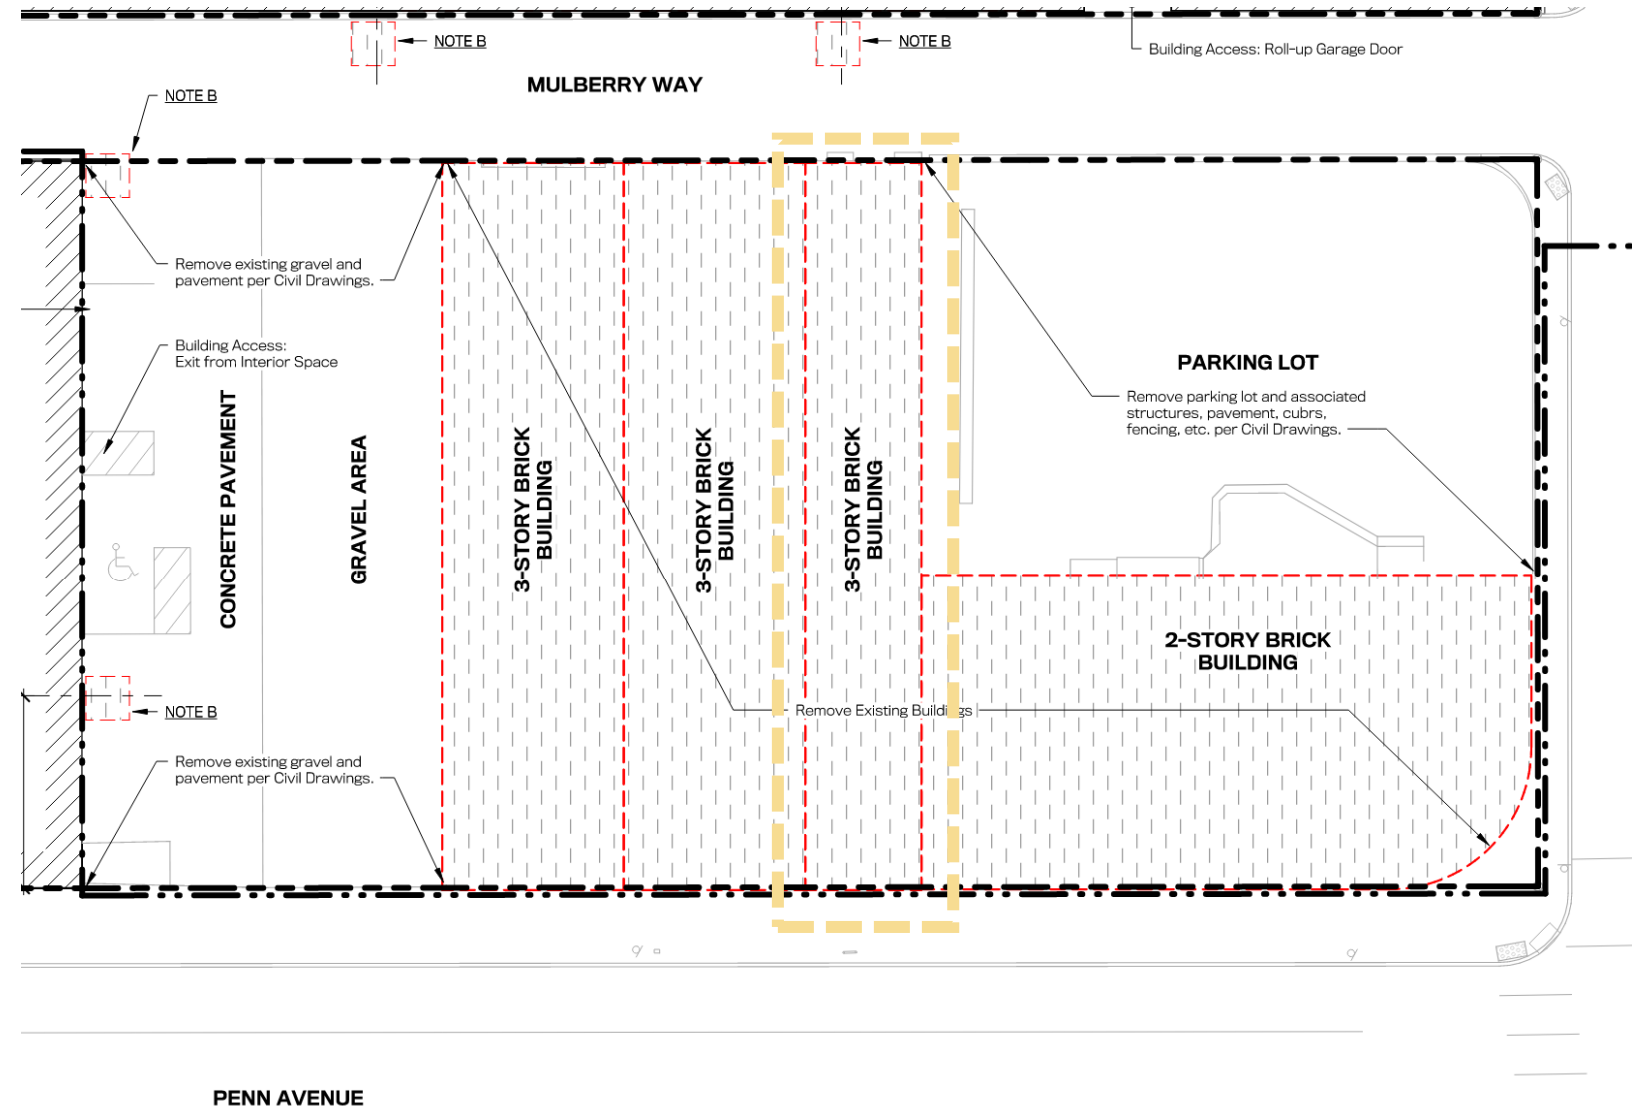 NOTE B
NOTE B
Building Access: Roll-up Garage Door
MULBERRY WAY
NOTE B
Remove existing gravel and
pavement per Civil Drawings.
Building Access:
Exit from Interior Space
CONCRETE PAVEMENT
GRAVEL AREA
3-STORY BRICK
BUILDING
3-STORY BRICK
BUILDING
3-STORY BRICK
BUILDING
PARKING LOT
Remove parking lot and associated
structures, pavement, cubrs,
fencing, etc. per Civil Drawings.
2-STORY BRICK
BUILDING
NOTE B
Remove Existing Buildings
Remove existing gravel and
pavement per Civil Drawings.
PENN AVENUE